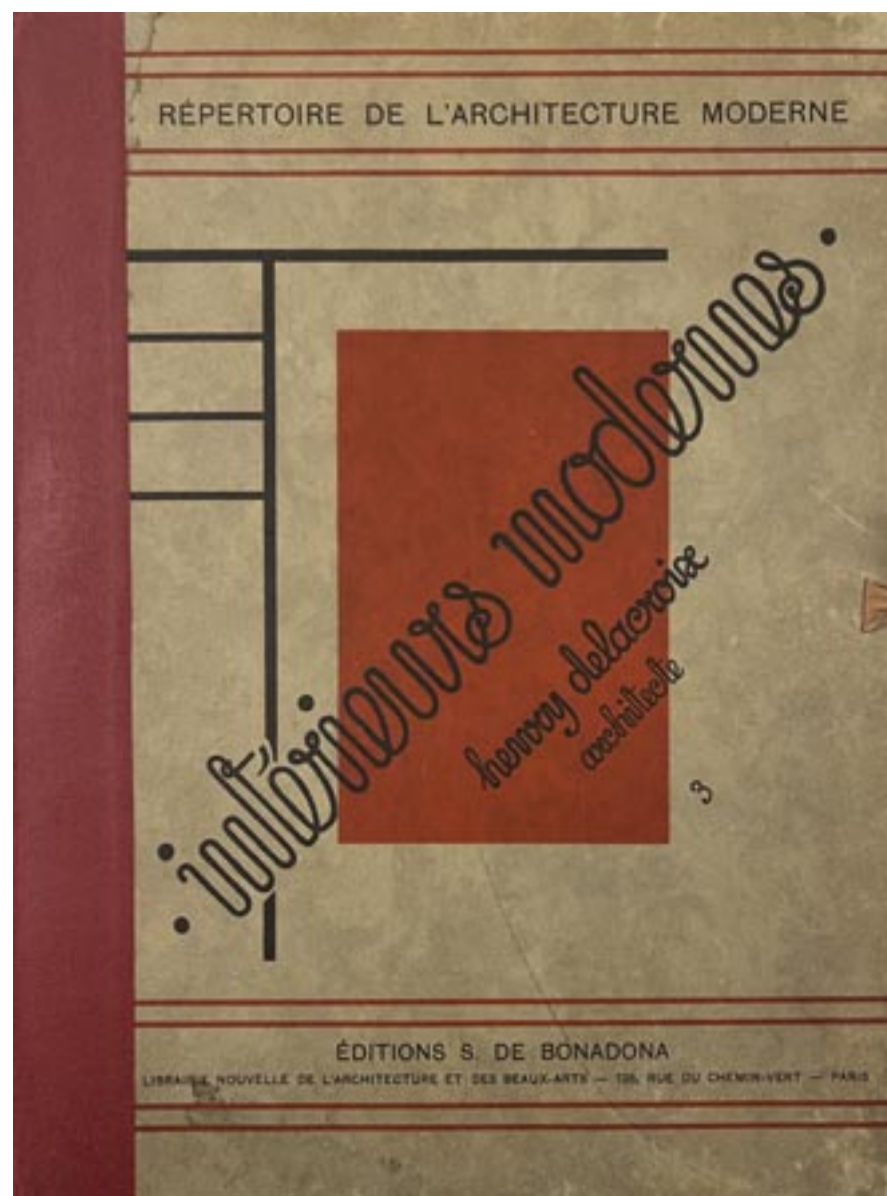 RÉPERTOIRE DE L'ARCHITECTURE MODERNE
intérieurs modernes.
henry delacroix
architecte
3
ÉDITIONS S. DE BONADONA
LIBRAIRIE NOUVELLE DE L'ARCHITECTURE ET DES BEAUX-ARTS — RUE DU CHEMIN-VERT — PARIS